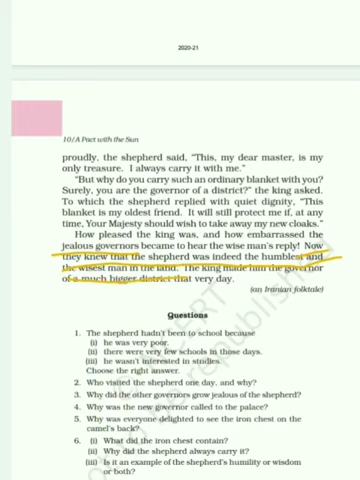 2020-21
10/A Pact with the Sun
proudly, the shepherd said, “This, my dear master, is my
only treasure. I always carry it with me.”
“But why do you carry such an ordinary blanket with you?
Surely, you are the governor of a district?” the king asked.
To which the shepherd replied with quiet dignity, “This
blanket is my oldest friend. It will still protect me if, at any
time, Your Majesty should wish to take away my new cloaks.”
How pleased the king was, and how embarrassed the
jealous governors became to hear the wise man's reply! Now
they knew that the shepherd was indeed the humblest and
the wisest man in the land. The king made him the governor
of a much bigger district that very day.
(an Iranian folktale)
Questions
1. The shepherd hadn't been to school because
(i) he was very poor.
(ii) there were very few schools in those days.
(iii) he wasn't interested in studies.
Choose the right answer.
2. Who visited the shepherd one day, and why?
3. Why did the other governors grow jealous of the shepherd?
4. Why was the new governor called to the palace?
5. Why was everyone delighted to see the iron chest on the
camel's back?
6. (i) What did the iron chest contain?
(ii) Why did the shepherd always carry it?
(iii) Is it an example of the shepherd's humility or wisdom
or both?